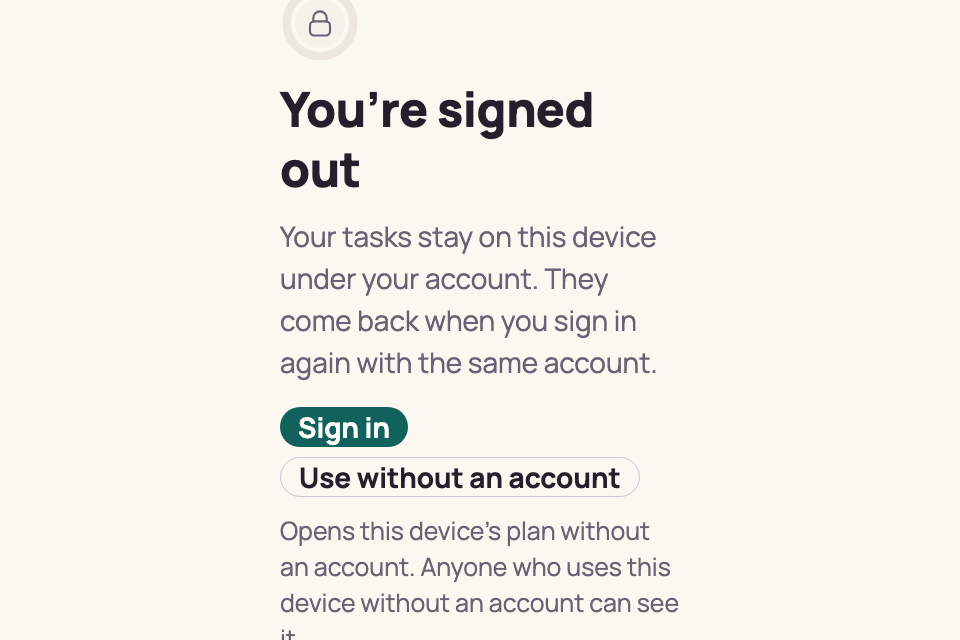 You’re signed
out
Your tasks stay on this device
under your account. They
come back when you sign in
again with the same account.
Sign in
Use without an account
Opens this device’s plan without
an account. Anyone who uses this
device without an account can see
it.